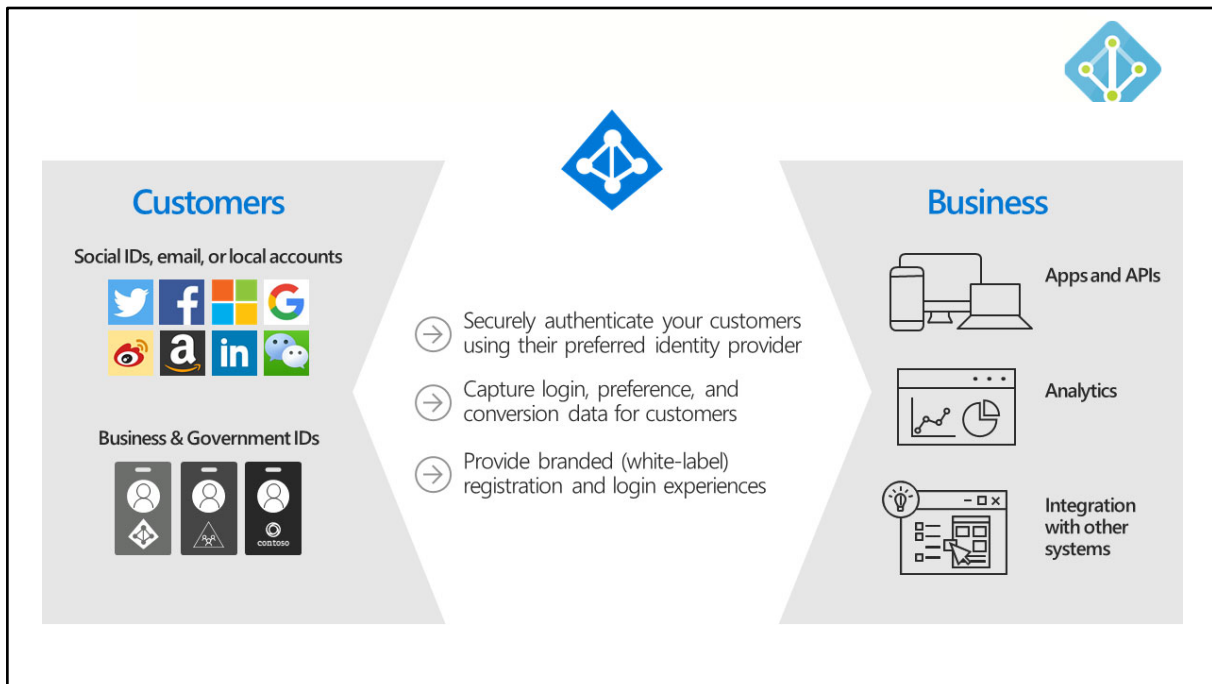 Customers
Social IDs, email, or local accounts
in
Business & Government IDs
contoso
Securely authenticate your customers
using their preferred identity provider
Capture login, preference, and
conversion data for customers
Provide branded (white-label)
registration and login experiences
Business
Apps and APIs
Analytics
Integration
with other
systems